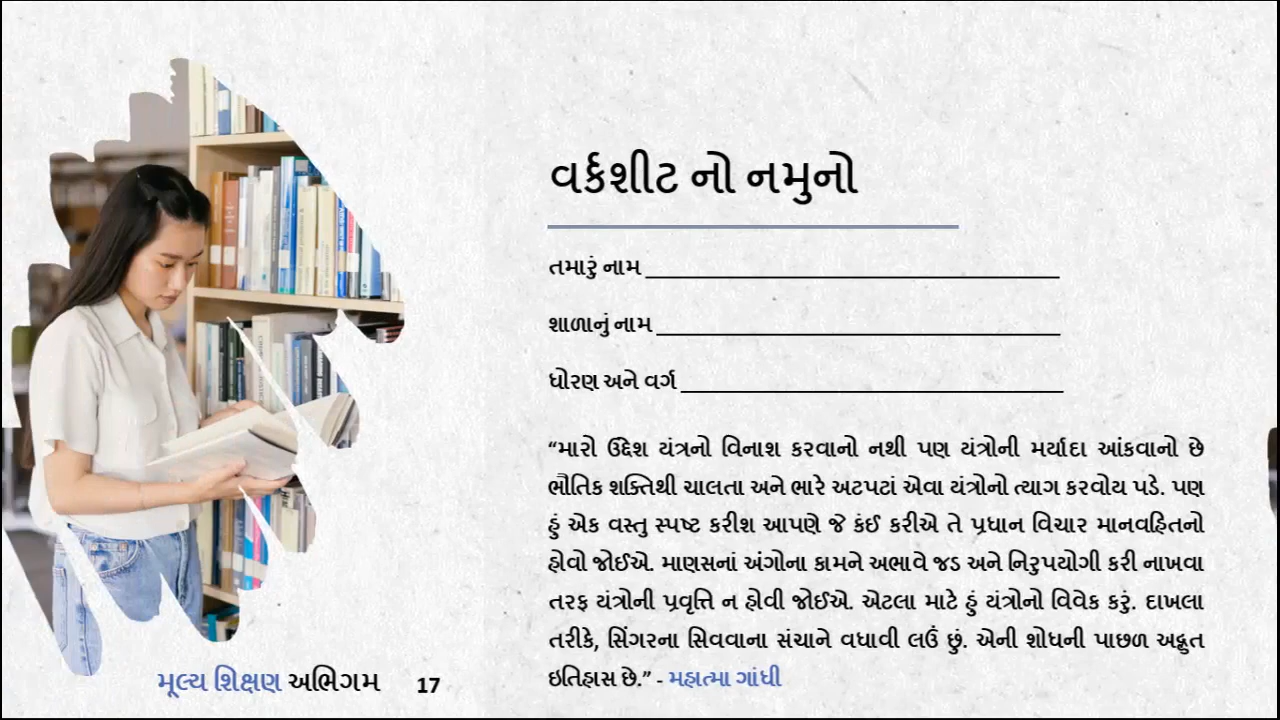 વર્કશીટ નો નમુનો
તમારું નામ
શાળાનું નામ
ધોરણ અને વર્ગ
“મારો ઉદ્દેશ યંત્રનો વિનાશ કરવાનો નથી પણ યંત્રોની મર્યાદા આંકવાનો છે
ભૌતિક શક્તિથી ચાલતા અને ભારે અટપટાં એવા યંત્રોનો ત્યાગ કરવોય પડે. પણ
હું એક વસ્તુ સ્પષ્ટ કરીશ આપણે જે કંઈ કરીએ તે પ્રધાન વિચાર માનવહિતનો
હોવો જોઈએ. માણસનાં અંગોના કામને અભાવે જડ અને નિરુપયોગી કરી નાખવા
તરફ યંત્રોની પ્રવૃત્તિ ન હોવી જોઈએ. એટલા માટે હું યંત્રોનો વિવેક કરું. દાખલા
તરીકે, સિંગરના સિવવાના સંચાને વધાવી લઉં છું. એની શોધની પાછળ અદ્ભુત
ઇતિહાસ છે.” - મહાત્મા ગાંધી
મૂલ્ય શિક્ષણ અભિગમ 17